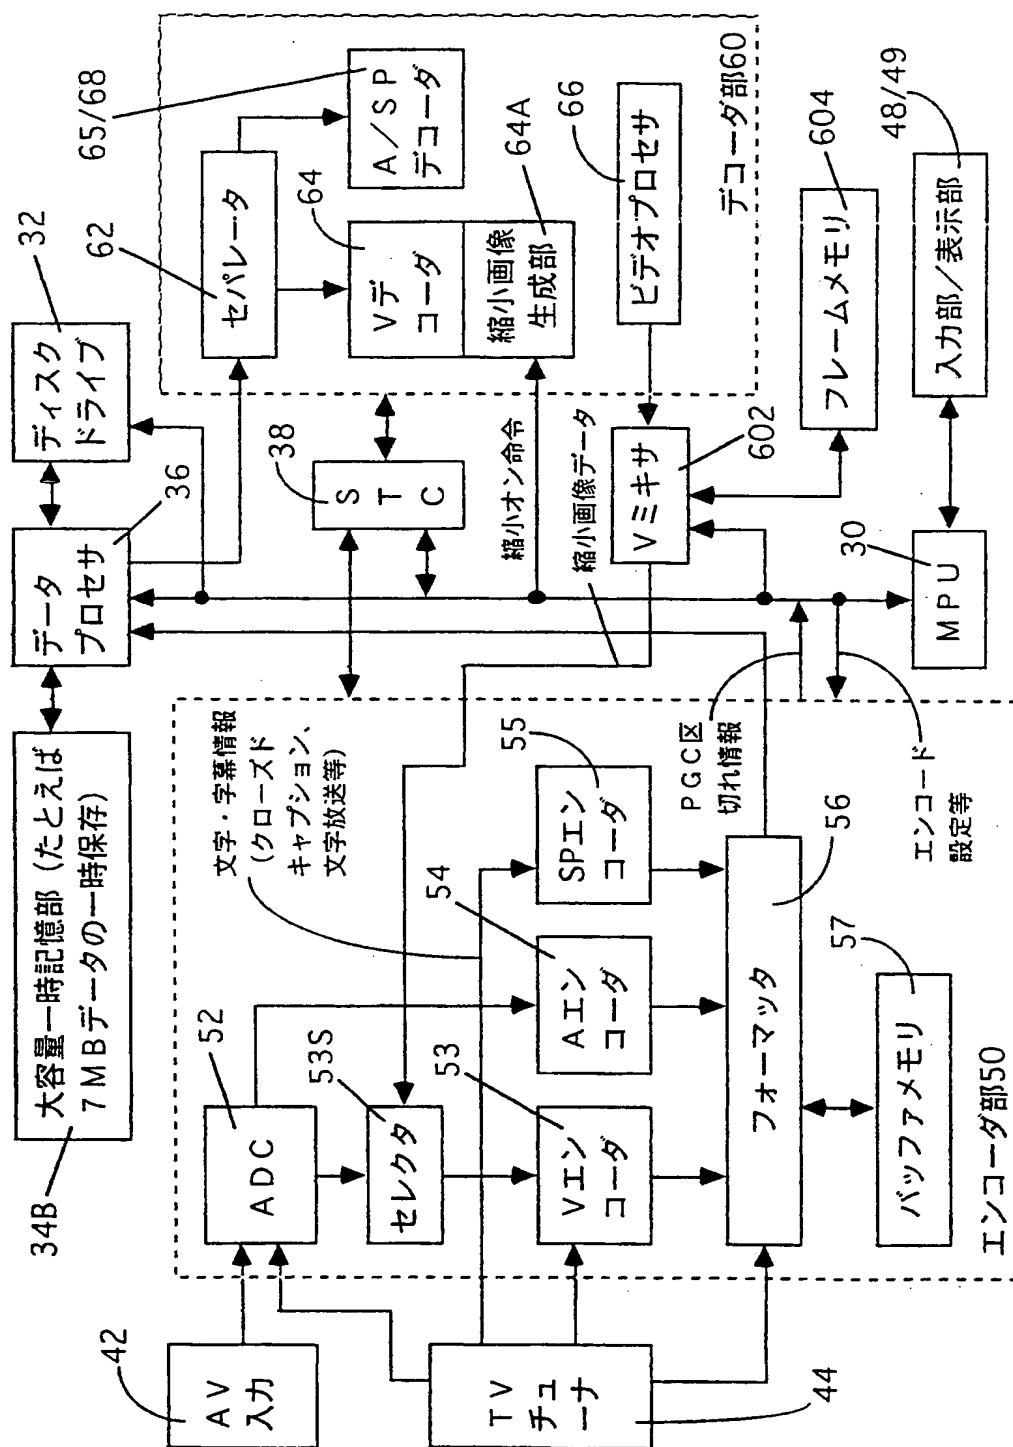 34B
大容量一時記憶部(たとえば
7MBデータの一時保存)
データ
プロセサ
36
ディスク
ドライブ
32
42
AV
入力
52
ADC
53S
セレクタ
文字・字幕情報
(クローズド
キャプション、
文字放送等)
38
STC
62
セパレータ
65/68
A/SP
デコーダ
64
Vデ
コーダ
縮小画像
生成部
64A
66
ビデオプロセサ
デコーダ部60
縮小オン命令
縮小画像データ
Vミキサ
602
フレームメモリ
604
TV
チュ
ーナ
44
53
Vエン
コーダ
54
Aエン
コーダ
55
SPエン
コーダ
PGC区
切れ情報
エンコード
設定等
フォーマッタ
56
バッファメモリ
57
エンコーダ部50
30
MPU
入力部/表示部
48/49